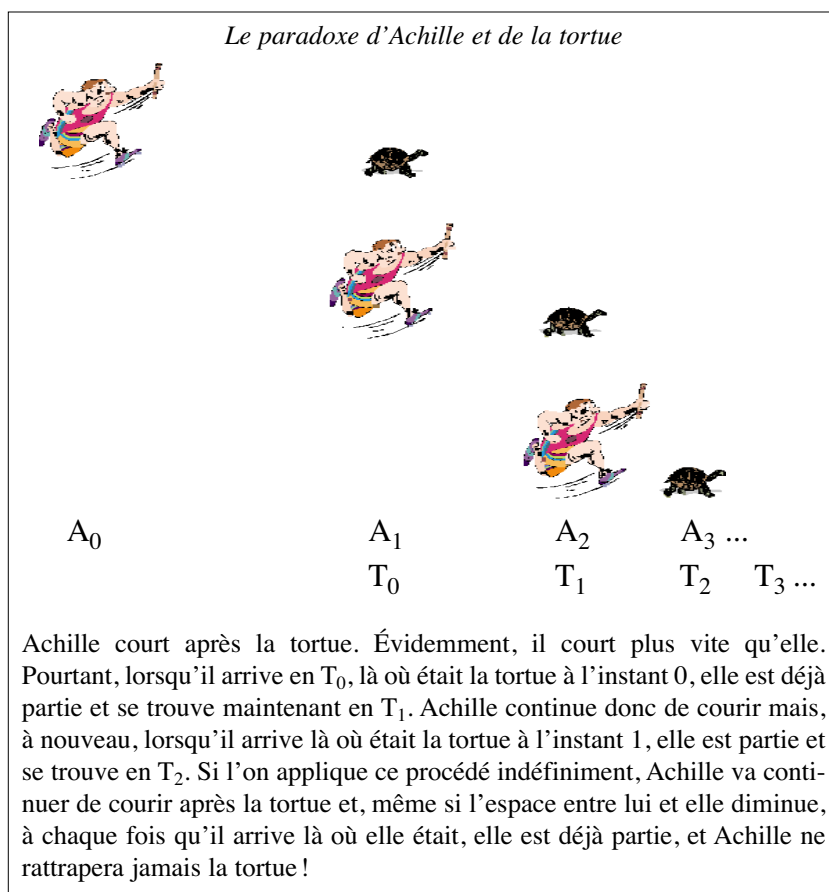 Le paradoxe d'Achille et de la tortue
A₀ A₁ A₂ A₃ ...
T₀ T₁ T₂ T₃ ...
Achille court après la tortue. Évidemment, il court plus vite qu'elle.
Pourtant, lorsqu'il arrive en T₀, là où était la tortue à l'instant 0, elle est déjà
partie et se trouve maintenant en T₁. Achille continue donc de courir mais,
à nouveau, lorsqu'il arrive là où était la tortue à l'instant 1, elle est partie et
se trouve en T₂. Si l'on applique ce procédé indéfiniment, Achille va conti-
nuer de courir après la tortue et, même si l'espace entre lui et elle diminue,
à chaque fois qu'il arrive là où elle était, elle est déjà partie, et Achille ne
rattrapera jamais la tortue !